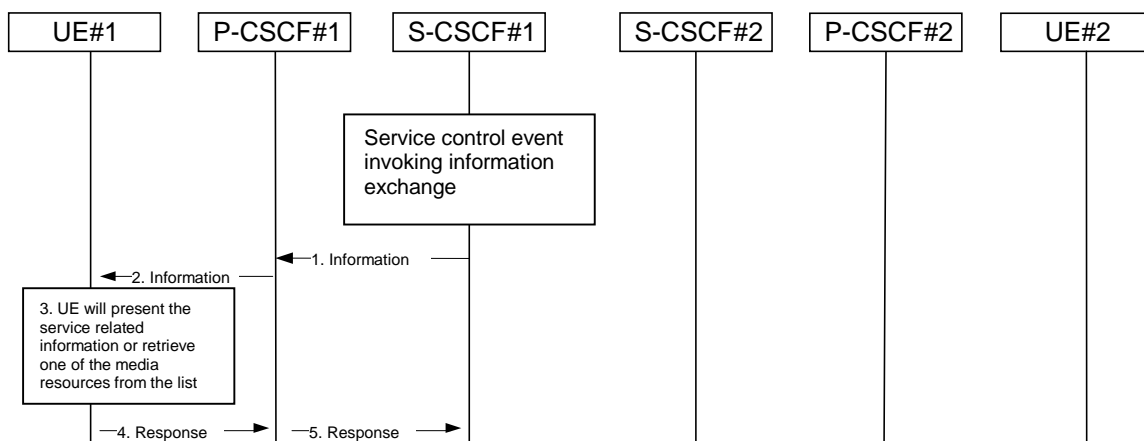 UE#1
P-CSCF#1
S-CSCF#1
S-CSCF#2
P-CSCF#2
UE#2
Service control event
invoking information
exchange
1. Information
2. Information
3. UE will present the
service related
information or retrieve
one of the media
resources from the list
4. Response
5. Response